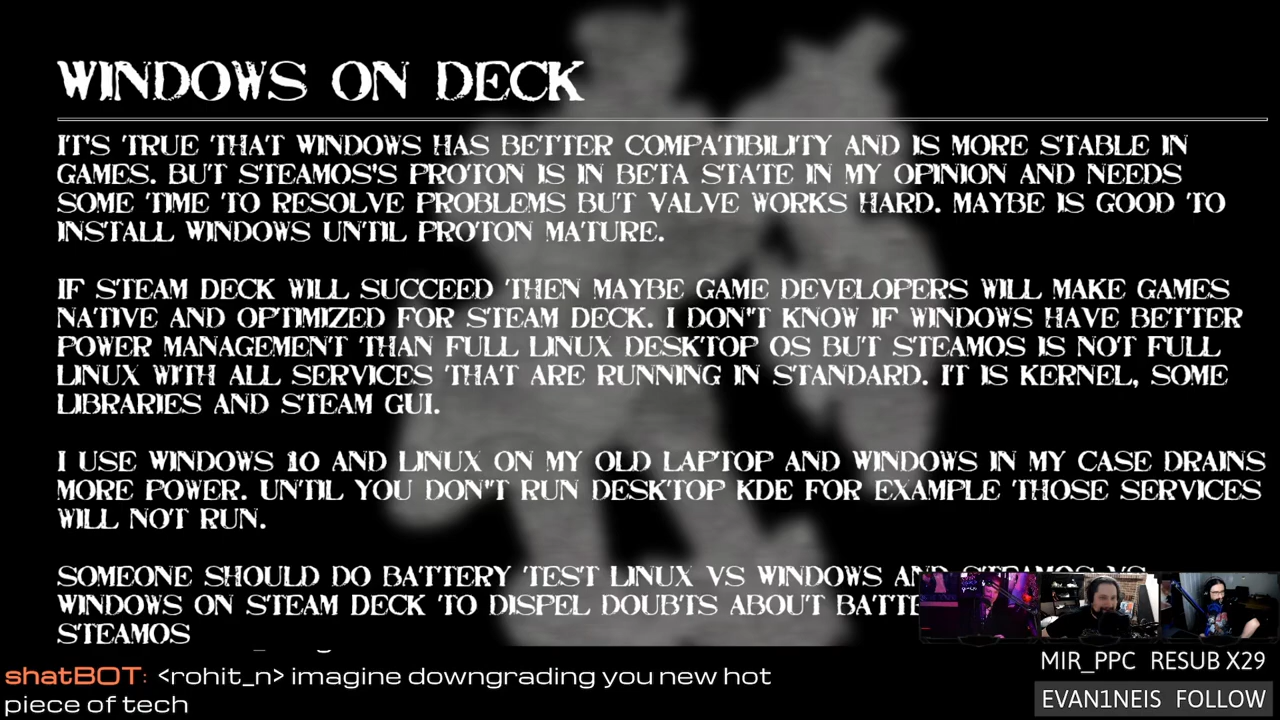 WINDOWS ON DECK
IT'S TRUE THAT WINDOWS HAS BETTER COMPATIBILITY AND IS MORE STABLE IN
GAMES. BUT STEAMOS'S PROTON IS IN BETA STATE IN MY OPINION AND NEEDS
SOME TIME TO RESOLVE PROBLEMS BUT VALVE WORKS HARD. MAYBE IS GOOD TO
INSTALL WINDOWS UNTIL PROTON MATURE.
IF STEAM DECK WILL SUCCEED THEN MAYBE GAME DEVELOPERS WILL MAKE GAMES
NATIVE AND OPTIMIZED FOR STEAM DECK. I DON"T KNOW IF WINDOWS HAVE BETTER
POWER MANAGEMENT THAN FULL LINUX DESKTOP OS BUT STEAMOS IS NOT FULL
LINUX WITH ALL SERVICES THAT ARE RUNNING IN STANDARD. IT IS KERNEL, SOME
LIBRARIES AND STEAM GUI.
I USE WINDOWS 10 AND LINUX ON MY OLD LAPTOP AND WINDOWS IN MY CASE DRAINS
MORE POWER. UNTIL YOU DON"T RUN DESKTOP KDE FOR EXAMPLE THOSE SERVICES
WILL NOT RUN.
SOMEONE SHOULD DO BATTERY TEST LINUX VS WINDOWS AND STEAMOS VS
WINDOWS ON STEAM DECK TO DISPEL DOUBTS ABOUT BATTE
STEAMOS
shatBOT: <rohit_n> imagine downgrading you new hot
piece of tech
MIR_PPC RESUB X29
EVAN1NEIS FOLLOW